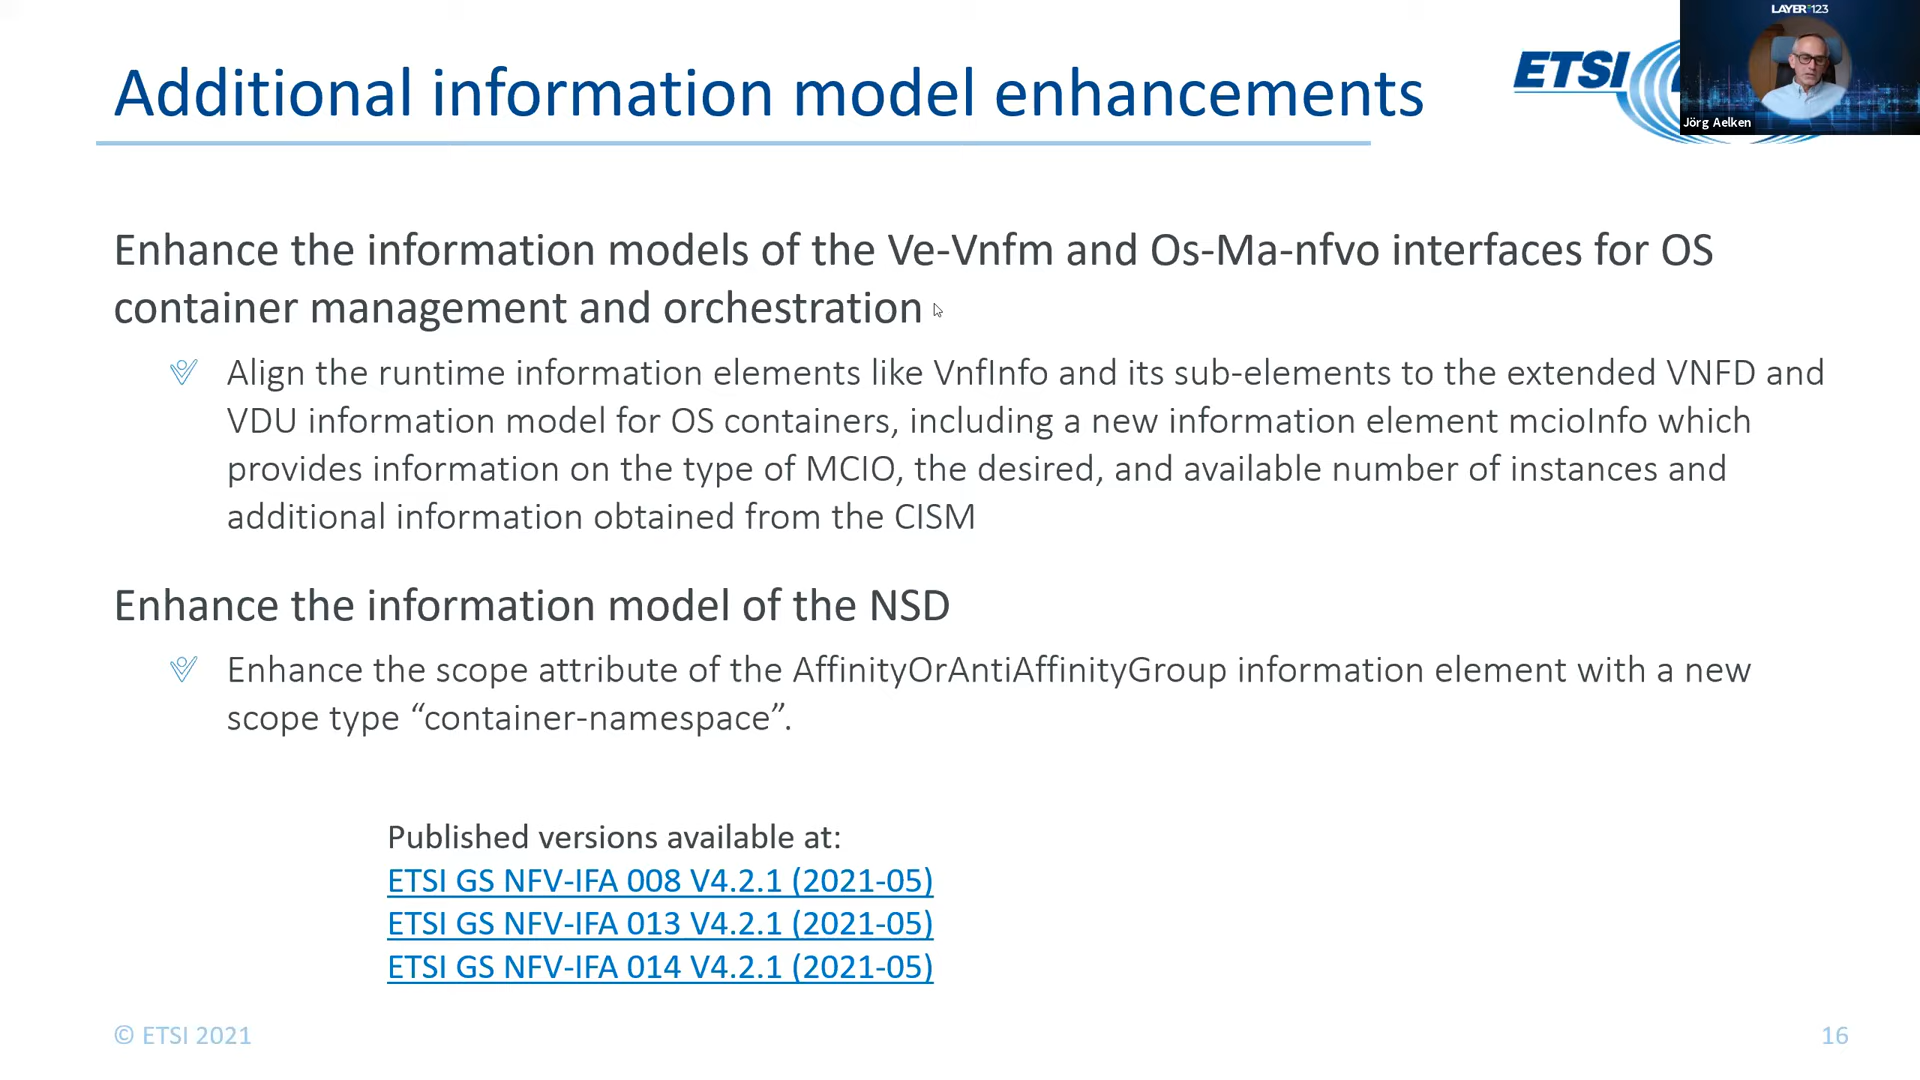 LAYER123
Additional information model enhancements
ETSI
Jörg Aelken
Enhance the information models of the Ve-Vnfm and Os-Ma-nfvo interfaces for OS
container management and orchestration
Align the runtime information elements like VnfInfo and its sub-elements to the extended VNFD and
VDU information model for OS containers, including a new information element mcioInfo which
provides information on the type of MCIO, the desired, and available number of instances and
additional information obtained from the CISM
Enhance the information model of the NSD
Enhance the scope attribute of the AffinityOrAntiAffinityGroup information element with a new
scope type “container-namespace”.
Published versions available at:
ETSI GS NFV-IFA 008 V4.2.1 (2021-05)
ETSI GS NFV-IFA 013 V4.2.1 (2021-05)
ETSI GS NFV-IFA 014 V4.2.1 (2021-05)
© ETSI 2021
16